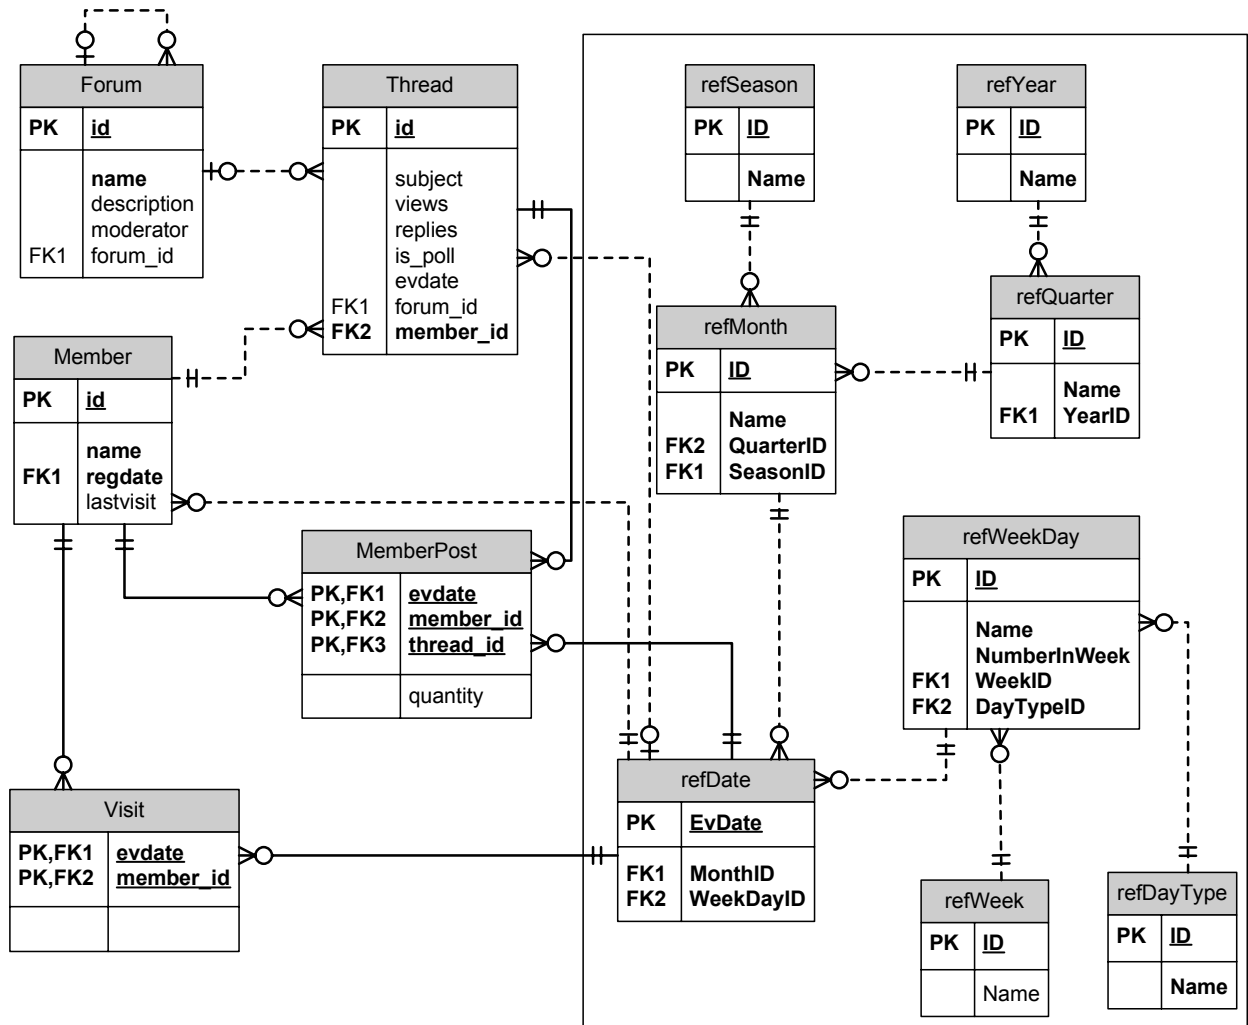 Forum
PK id
name
description
moderator
FK1 forum_id
Thread
PK id
subject
views
replies
is_poll
evdate
FK1 forum_id
FK2 member_id
refSeason
PK ID
Name
refYear
PK ID
Name
refQuarter
PK ID
Name
FK1 YearID
refMonth
PK ID
Name
FK2 QuarterID
FK1 SeasonID
Member
PK id
name
FK1 regdate
lastvisit
MemberPost
PK,FK1 evdate
PK,FK2 member_id
PK,FK3 thread_id
quantity
refWeekDay
PK ID
Name
NumberInWeek
FK1 WeekID
FK2 DayTypeID
Visit
PK,FK1 evdate
PK,FK2 member_id
refDate
PK EvDate
FK1 MonthID
FK2 WeekDayID
refWeek
PK ID
Name
refDayType
PK ID
Name